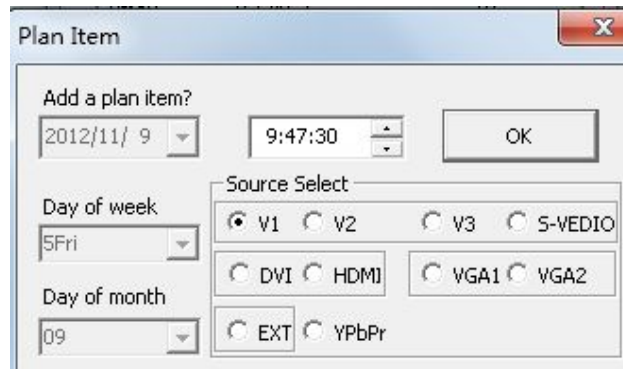 Plan Item
Add a plan item?
2012/11/ 9
9:47:30
OK
Source Select
Day of week
V1 V2 V3 S-VEDIO
5Fri
DVI HDMI VGA1 VGA2
Day of month
09
EXT YPbPr